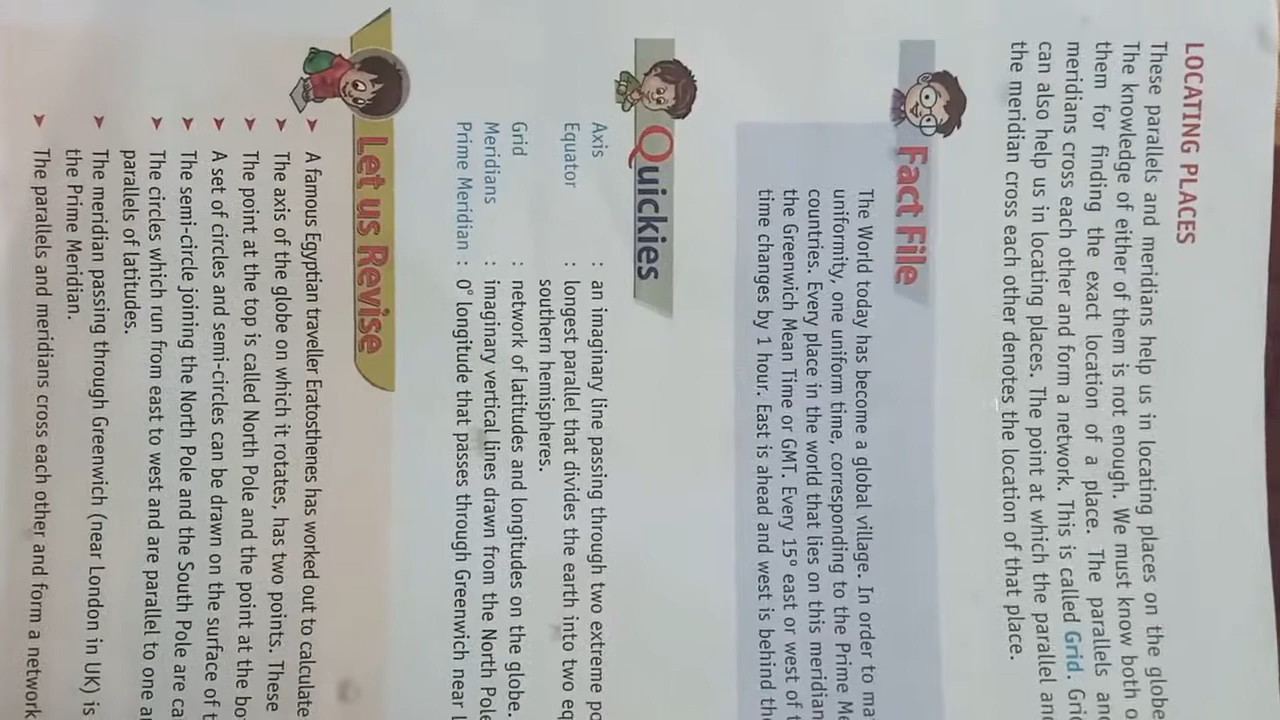 LOCATING PLACES
These parallels and meridians help us in locating places on the globe
The knowledge of either of them is not enough. We must know both o
them for finding the exact location of a place. The parallels and
meridians cross each other and form a network. This is called Grid. Grid
can also help us in locating places. The point at which the parallel and
the meridian cross each other denotes the location of that place.
Fact File
The World today has become a global village. In order to ma
uniformity, one uniform time, corresponding to the Prime Me
countries. Every place in the world that lies on this meridian
the Greenwich Mean Time or GMT. Every 15° east or west of t
time changes by 1 hour. East is ahead and west is behind the
Quickies
Axis : an imaginary line passing through two extreme po
Equator : longest parallel that divides the earth into two eq
southern hemispheres.
Grid : network of latitudes and longitudes on the globe.
Meridians : imaginary vertical lines drawn from the North Pole
Prime Meridian : 0° longitude that passes through Greenwich near L
Let us Revise
➤ A famous Egyptian traveller Eratosthenes has worked out to calculate
➤ The axis of the globe on which it rotates, has two points. These
➤ The point at the top is called North Pole and the point at the bo
➤ A set of circles and semi-circles can be drawn on the surface of t
➤ The semi-circle joining the North Pole and the South Pole are ca
➤ The circles which run from east to west and are parallel to one a
parallels of latitudes.
➤ The meridian passing through Greenwich (near London in UK) is
the Prime Meridian.
➤ The parallels and meridians cross each other and form a network